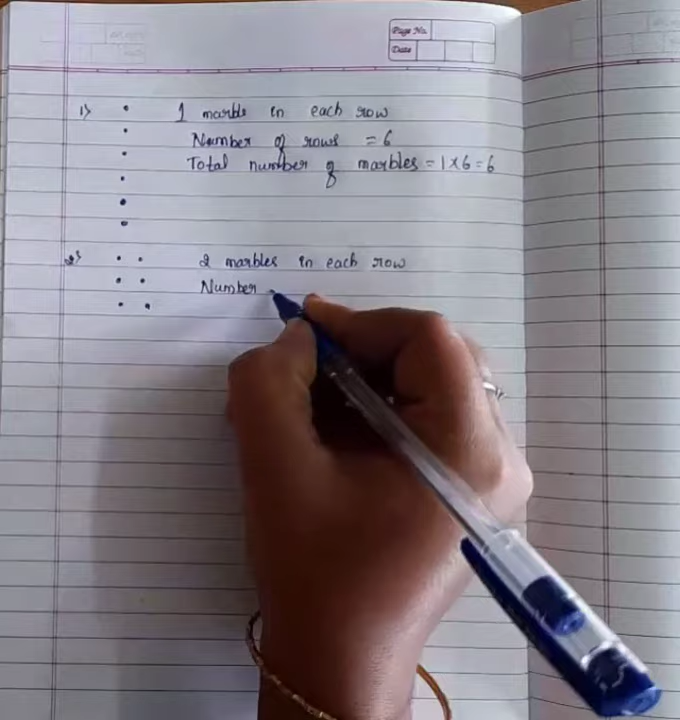 Page No.
Date
1) 1 marble in each row
Number of rows = 6
Total number of marbles = 1 x 6 = 6
2) 2 marbles in each row
Number